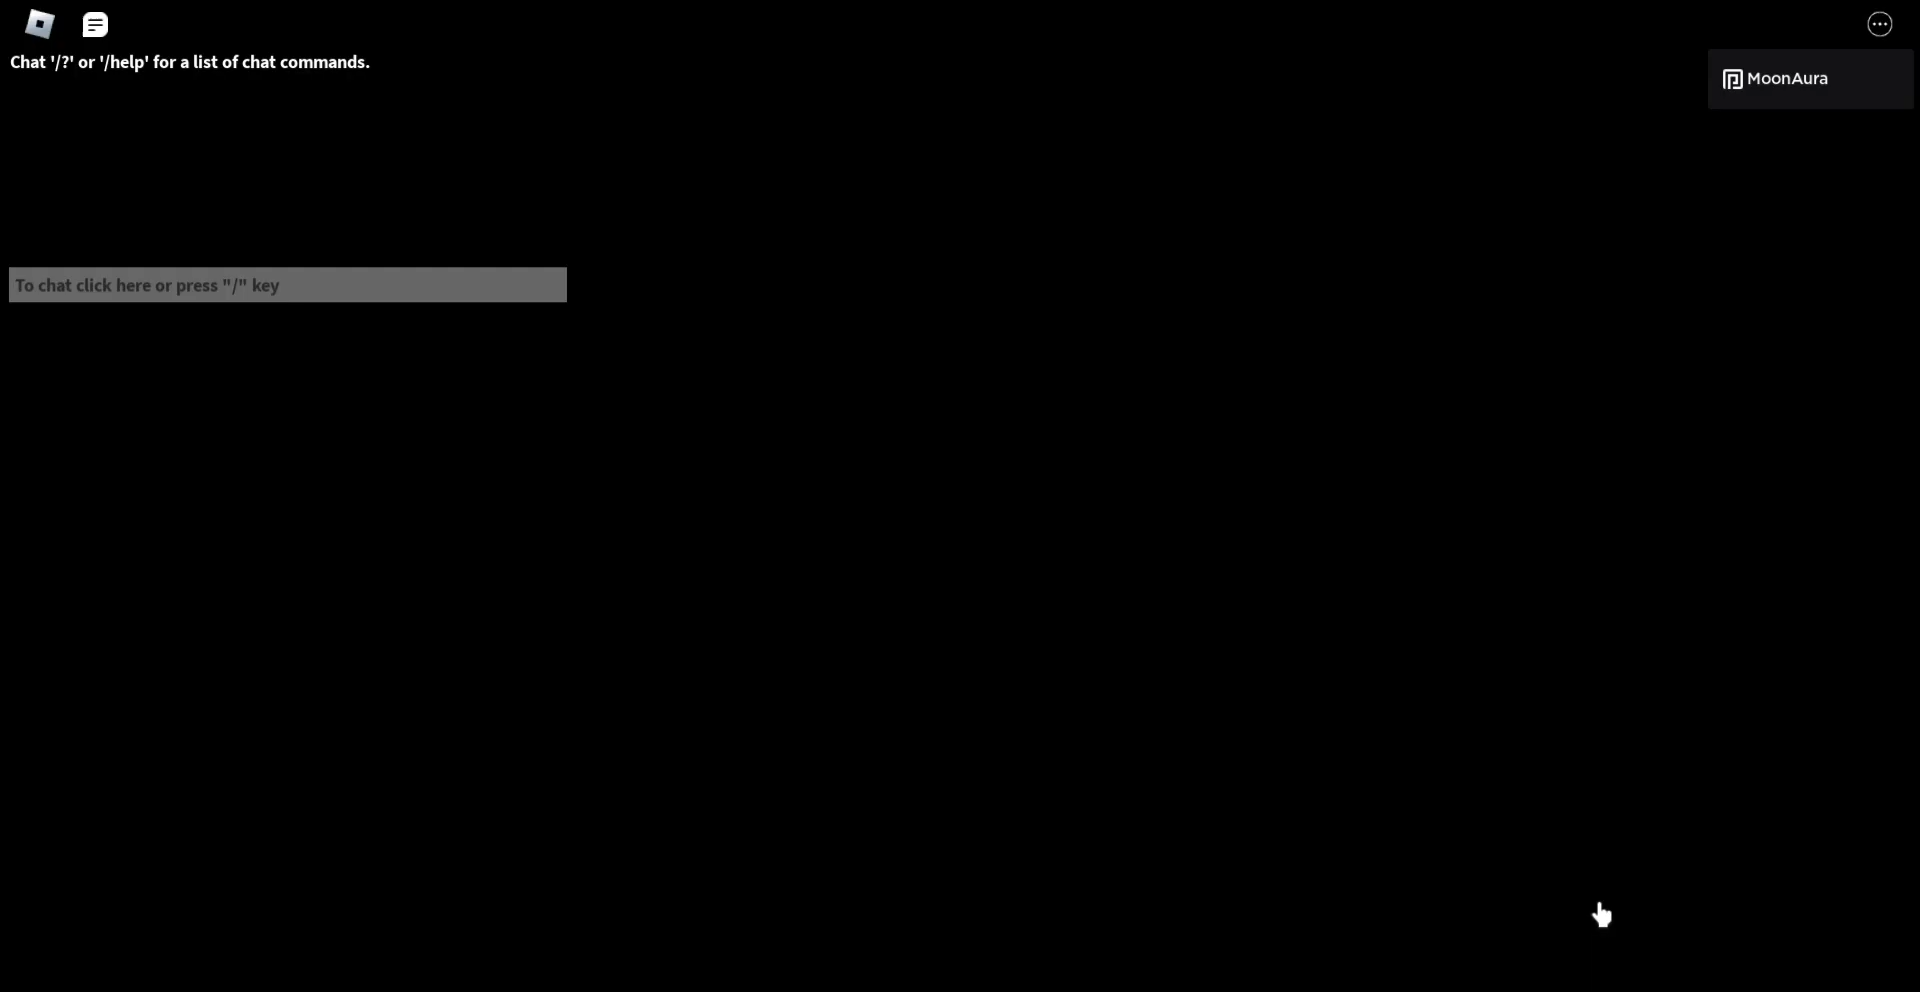 Chat '/?' or '/help' for a list of chat commands.
MoonAura
To chat click here or press "/" key